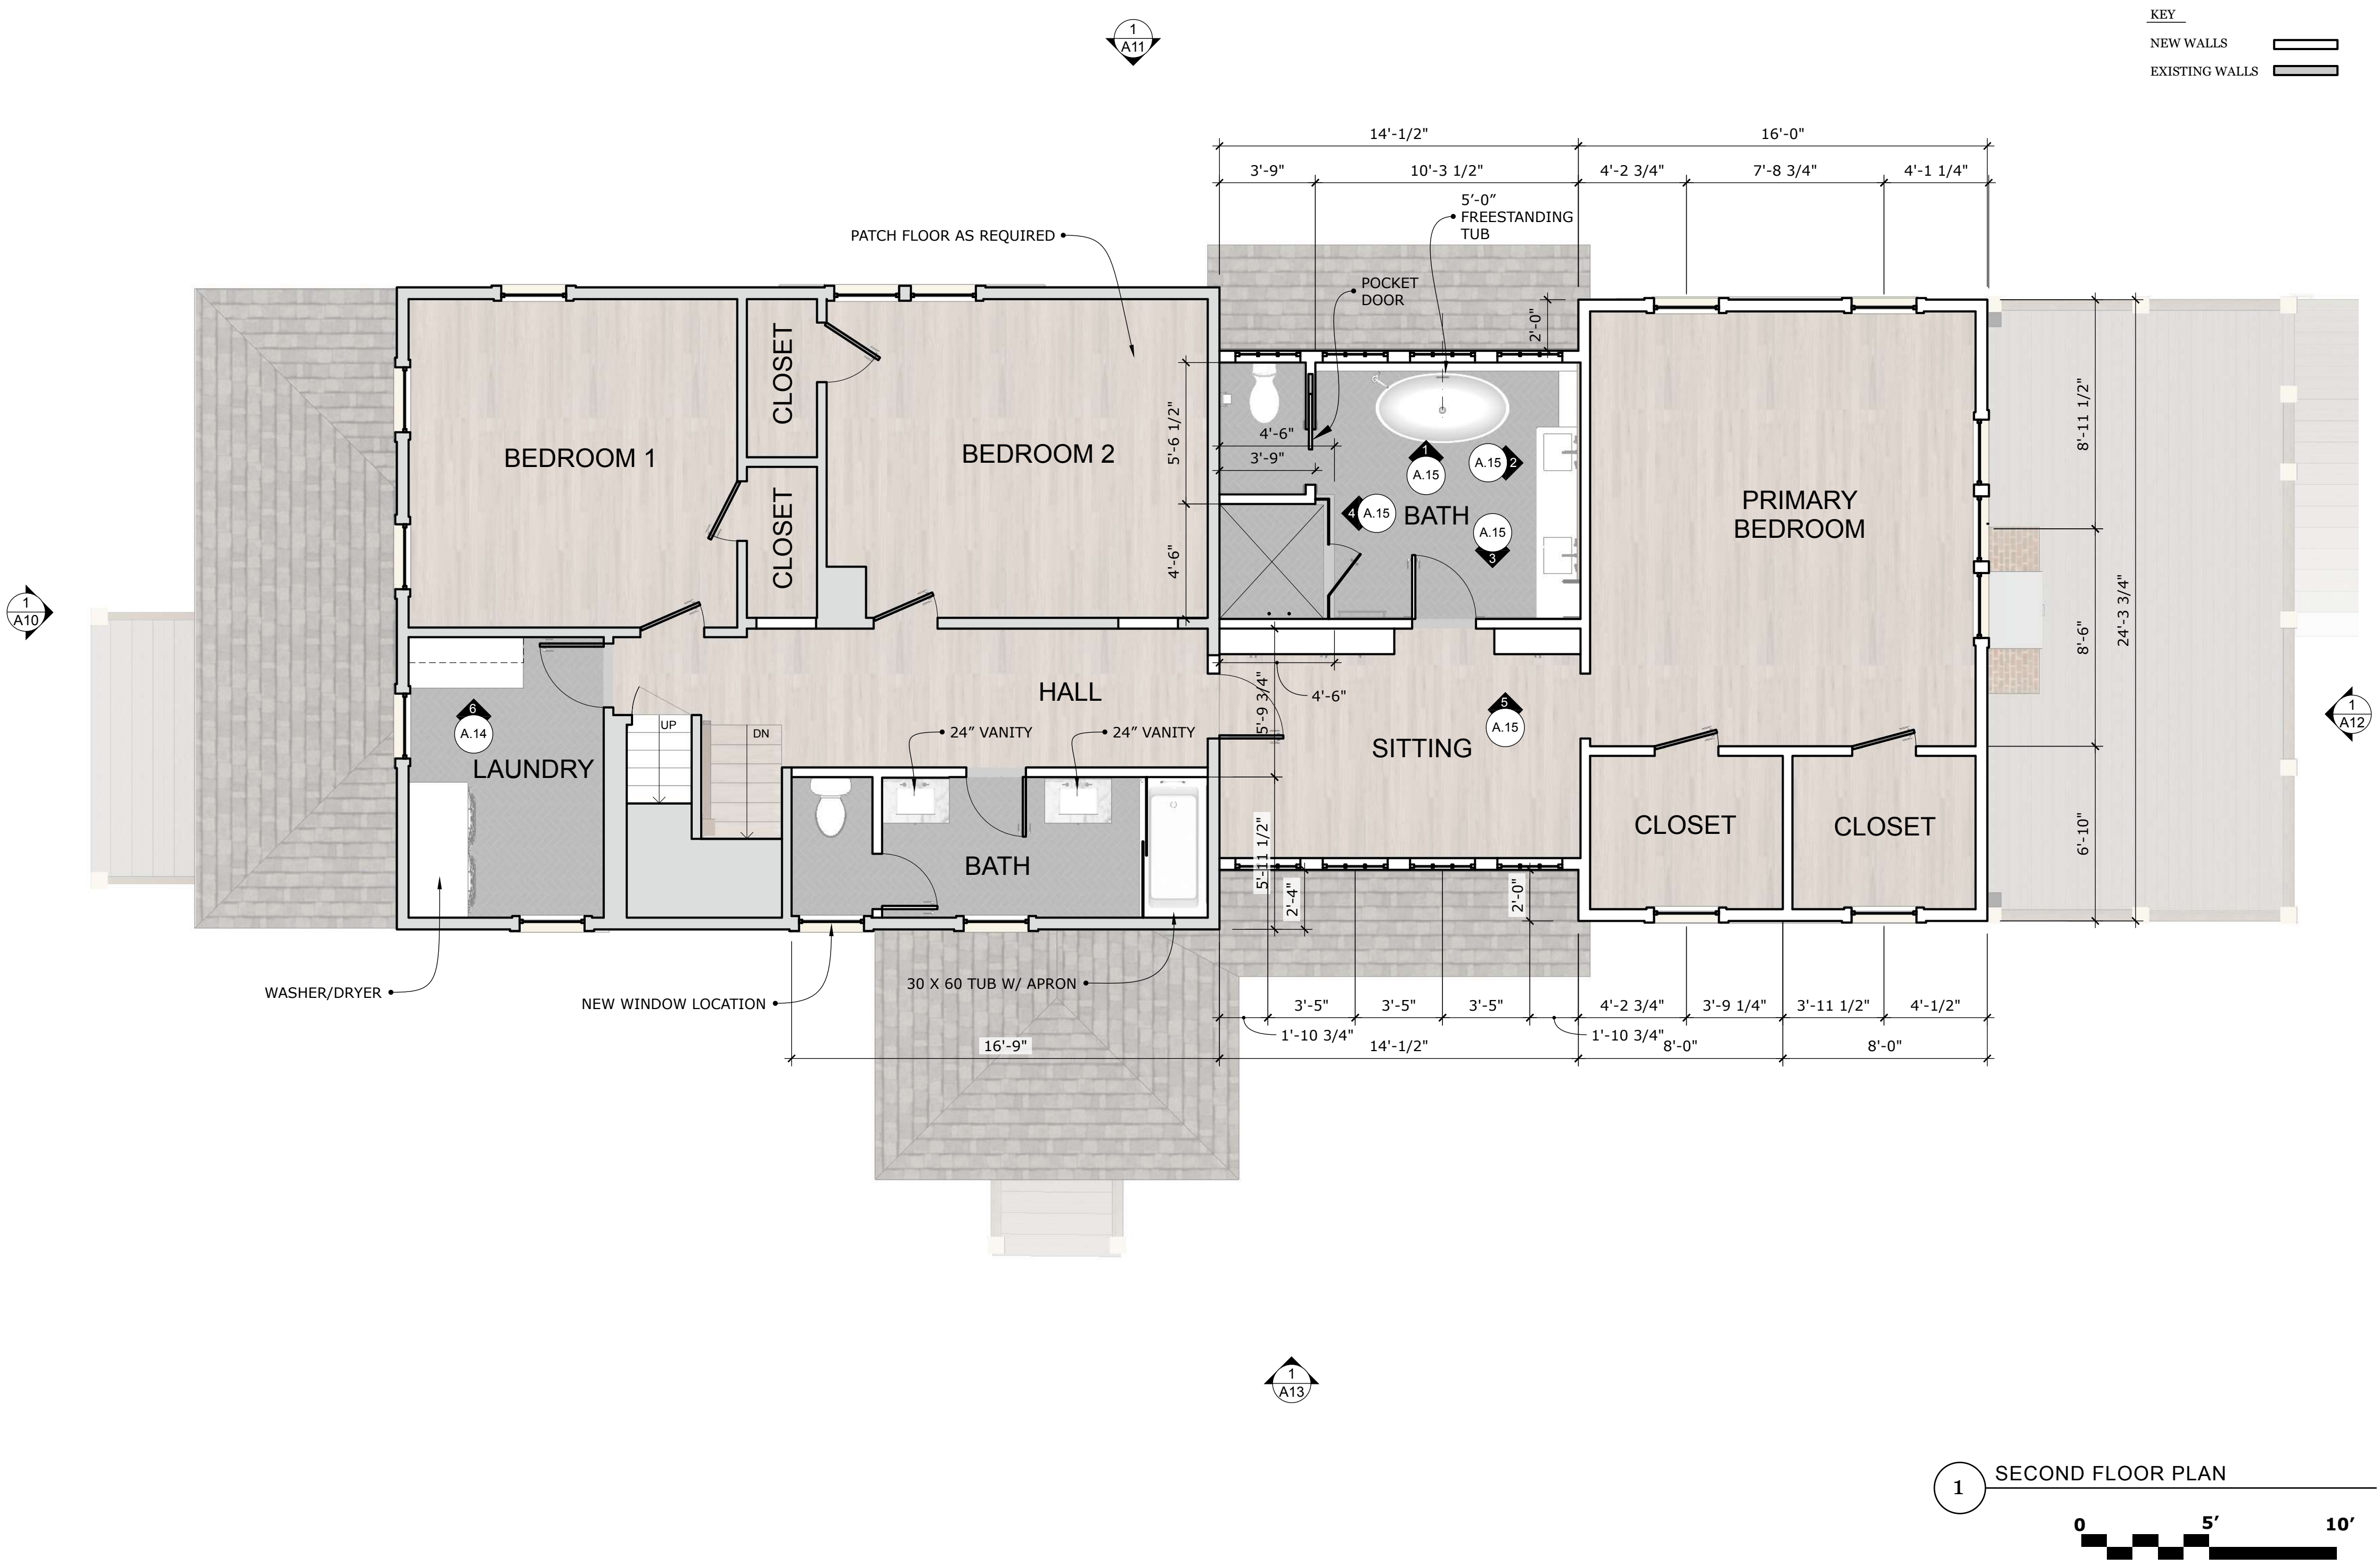 KEY
NEW WALLS
EXISTING WALLS
1
A11
14'-1/2"
16'-0"
3'-9"
10'-3 1/2"
4'-2 3/4"
7'-8 3/4"
4'-1 1/4"
5’-0”
FREESTANDING
TUB
PATCH FLOOR AS REQUIRED
POCKET
DOOR
2'-0"
CLOSET
BEDROOM 1
BEDROOM 2
CLOSET
5'-6 1/2"
4'-6"
4'-6"
3'-9"
1
A.15
A.15
2
4
A.15
BATH
A.15
3
PRIMARY
BEDROOM
8'-11 1/2"
8'-6"
24'-3 3/4"
6'-10"
1
A10
1
A12
HALL
5'-9 3/4"
4'-6"
5
A.15
SITTING
6
A.14
LAUNDRY
UP
DN
24” VANITY
24” VANITY
BATH
5'-11 1/2"
2'-4"
2'-0"
CLOSET
CLOSET
WASHER/DRYER
NEW WINDOW LOCATION
30 X 60 TUB W/ APRON
3'-5"
3'-5"
3'-5"
4'-2 3/4"
3'-9 1/4"
3'-11 1/2"
4'-1/2"
1'-10 3/4"
1'-10 3/4"
16'-9"
14'-1/2"
8'-0"
8'-0"
1
A13
1
SECOND FLOOR PLAN
0
5’
10’